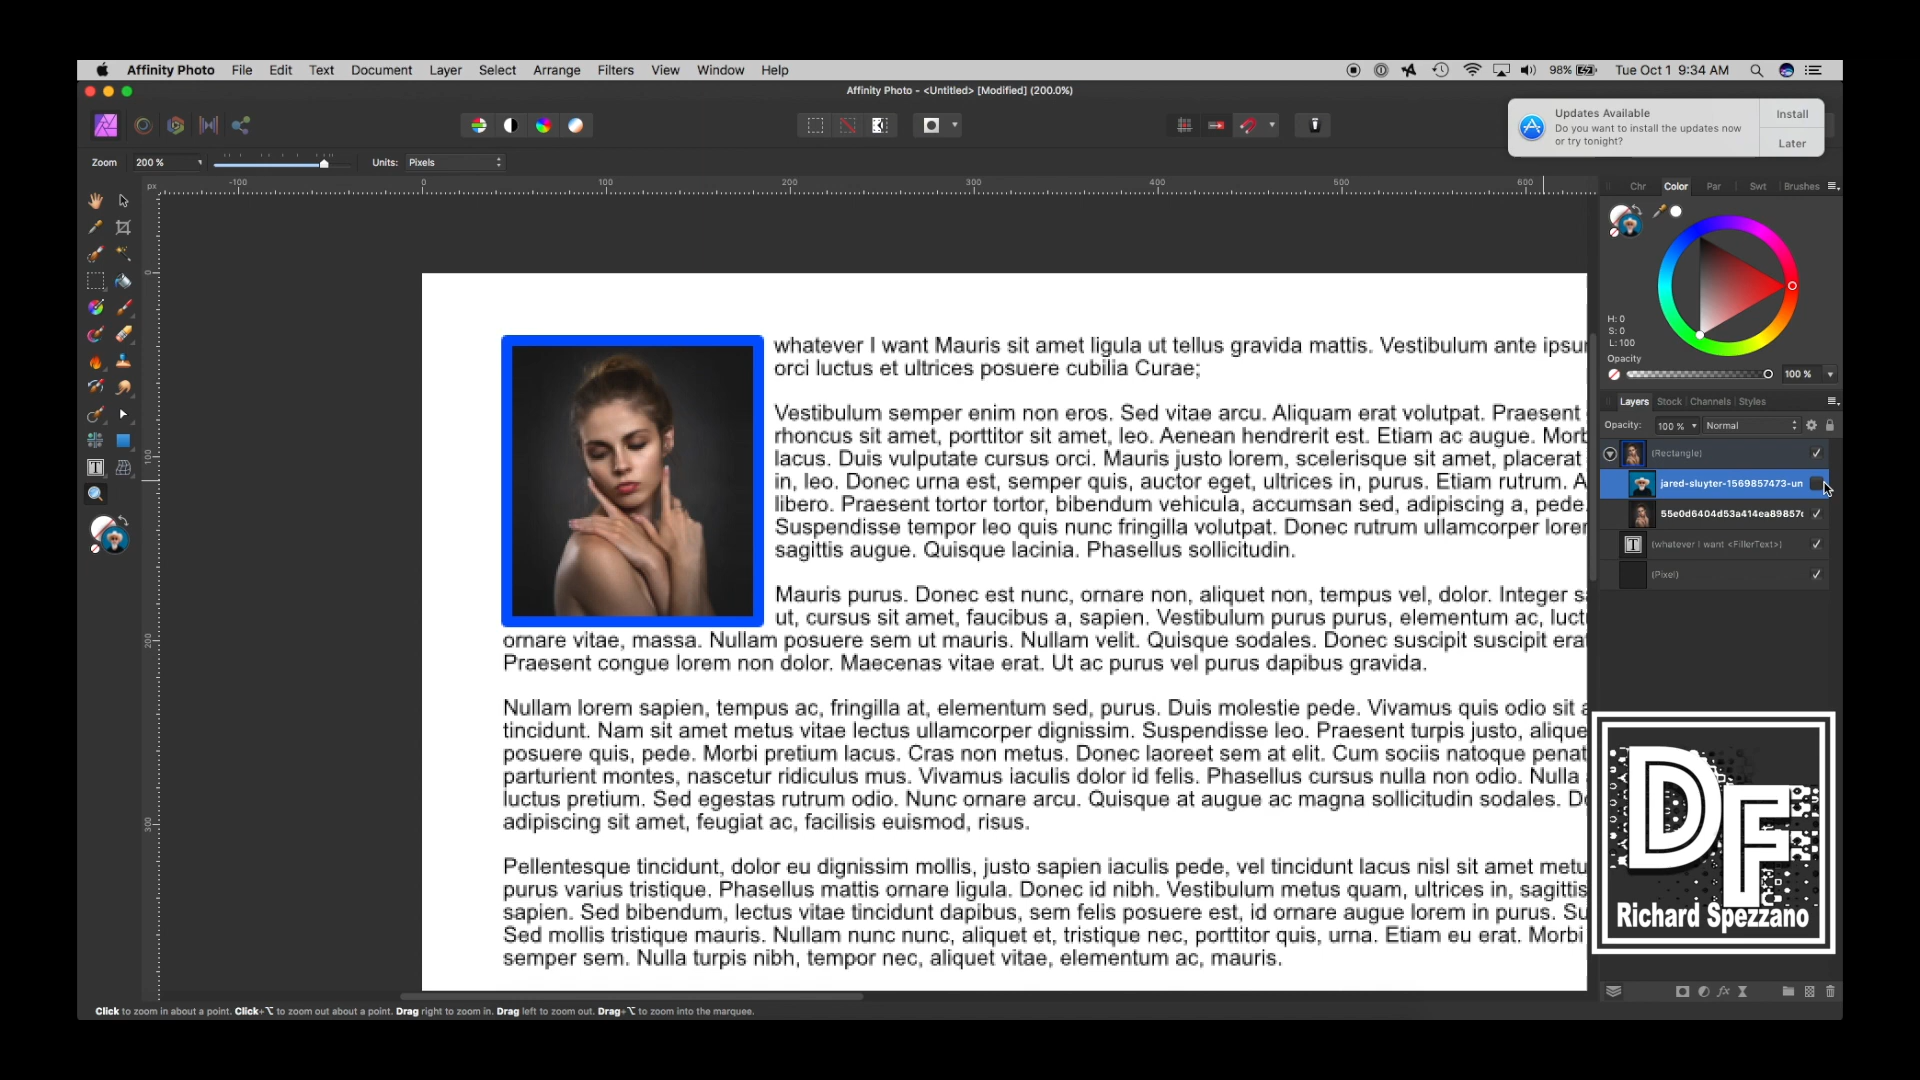 Affinity Photo File Edit Text Document Layer Select Arrange Filters View Window Help 98% Tue Oct 1 9:34 AM
Affinity Photo - <Untitled> [Modified] (200.0%)
Updates Available
Do you want to install the updates now
or try tonight?
Install
Later
Zoom 200 % Units: Pixels
px -100 0 100 200 300 400 500 600
0
100
200
300
Chr Color Par Swt Brushes
H: 0
S: 0
L: 100
Opacity
100 %
Layers Stock Channels Styles
Opacity: 100 % Normal
(Rectangle)
jared-sluyter-1569857473-un
55e0d6404d53a414ea89857
T (whatever I want <FillerText>)
(Pixel)
whatever I want Mauris sit amet ligula ut tellus gravida mattis. Vestibulum ante ipsu
orci luctus et ultrices posuere cubilia Curae;
Vestibulum semper enim non eros. Sed vitae arcu. Aliquam erat volutpat. Praesent
rhoncus sit amet, porttitor sit amet, leo. Aenean hendrerit est. Etiam ac augue. Mort
lacus. Duis vulputate cursus orci. Mauris justo lorem, scelerisque sit amet, placerat
in, leo. Donec urna est, semper quis, auctor eget, ultrices in, purus. Etiam rutrum. A
libero. Praesent tortor tortor, bibendum vehicula, accumsan sed, adipiscing a, pede.
Suspendisse tempor leo quis nunc fringilla volutpat. Donec rutrum ullamcorper lorer
sagittis augue. Quisque lacinia. Phasellus sollicitudin.
Mauris purus. Donec est nunc, ornare non, aliquet non, tempus vel, dolor. Integer s
ut, cursus sit amet, faucibus a, sapien. Vestibulum purus purus, elementum ac, luct
ornare vitae, massa. Nullam posuere sem ut mauris. Nullam velit. Quisque sodales. Donec suscipit suscipit erat
Praesent congue lorem non dolor. Maecenas vitae erat. Ut ac purus vel purus dapibus gravida.
Nullam lorem sapien, tempus ac, fringilla at, elementum sed, purus. Duis molestie pede. Vivamus quis odio sit a
tincidunt. Nam sit amet metus vitae lectus ullamcorper dignissim. Suspendisse leo. Praesent turpis justo, alique
posuere quis, pede. Morbi pretium lacus. Cras non metus. Donec laoreet sem at elit. Cum sociis natoque penat
parturient montes, nascetur ridiculus mus. Vivamus iaculis dolor id felis. Phasellus cursus nulla non odio. Nulla
luctus pretium. Sed egestas rutrum odio. Nunc ornare arcu. Quisque at augue ac magna sollicitudin sodales. Do
adipiscing sit amet, feugiat ac, facilisis euismod, risus.
Pellentesque tincidunt, dolor eu dignissim mollis, justo sapien iaculis pede, vel tincidunt lacus nisl sit amet metu
purus varius tristique. Phasellus mattis ornare ligula. Donec id nibh. Vestibulum metus quam, ultrices in, sagittis
sapien. Sed bibendum, lectus vitae tincidunt dapibus, sem felis posuere est, id ornare augue lorem in purus. Su
Sed mollis tristique mauris. Nullam nunc nunc, aliquet et, tristique nec, porttitor quis, urna. Etiam eu erat. Morbi
semper sem. Nulla turpis nibh, tempor nec, aliquet vitae, elementum ac, mauris.
DF
Richard Spezzano
Click to zoom in about a point. Click+⌥ to zoom out about a point. Drag right to zoom in. Drag left to zoom out. Drag+⌥ to zoom into the marquee.